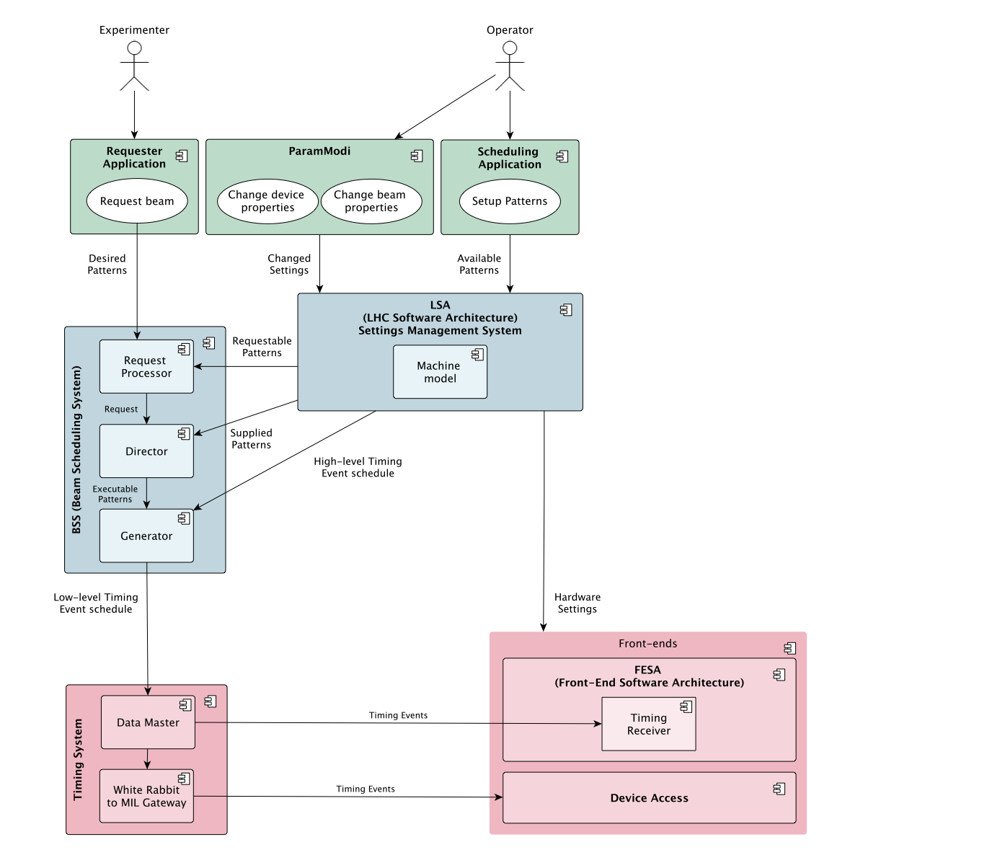 Experimenter
Operator
Requester
Application
Request beam
ParamModi
Change device
properties
Change beam
properties
Scheduling
Application
Setup Patterns
Desired
Patterns
Changed
Settings
Available
Patterns
LSA
(LHC Software Architecture)
Settings Management System
Machine
model
Requestable
Patterns
BSS (Beam Scheduling System)
Request
Processor
Request
Director
Supplied
Patterns
Executable
Patterns
High-level Timing
Event schedule
Generator
Low-level Timing
Event schedule
Hardware
Settings
Front-ends
FESA
(Front-End Software Architecture)
Timing
Receiver
Timing System
Data Master
Timing Events
White Rabbit
to MIL Gateway
Timing Events
Device Access